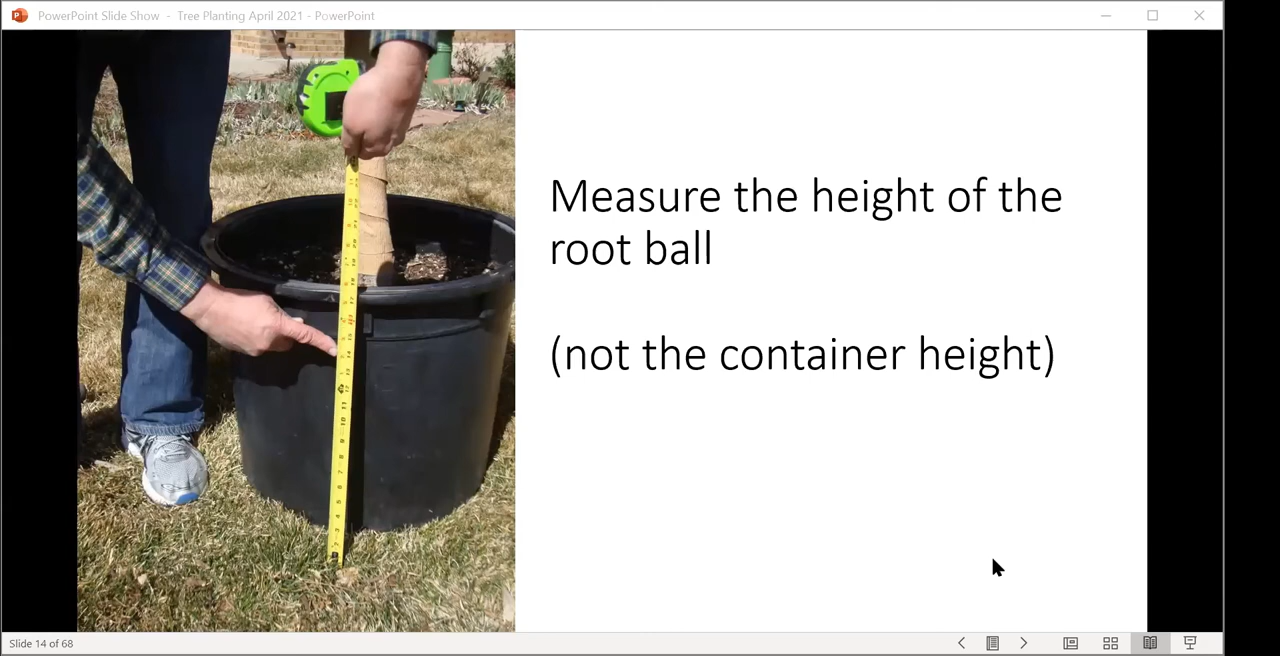 PowerPoint Slide Show - Tree Planting April 2021 - PowerPoint
Measure the height of the
root ball
(not the container height)
Slide 14 of 68